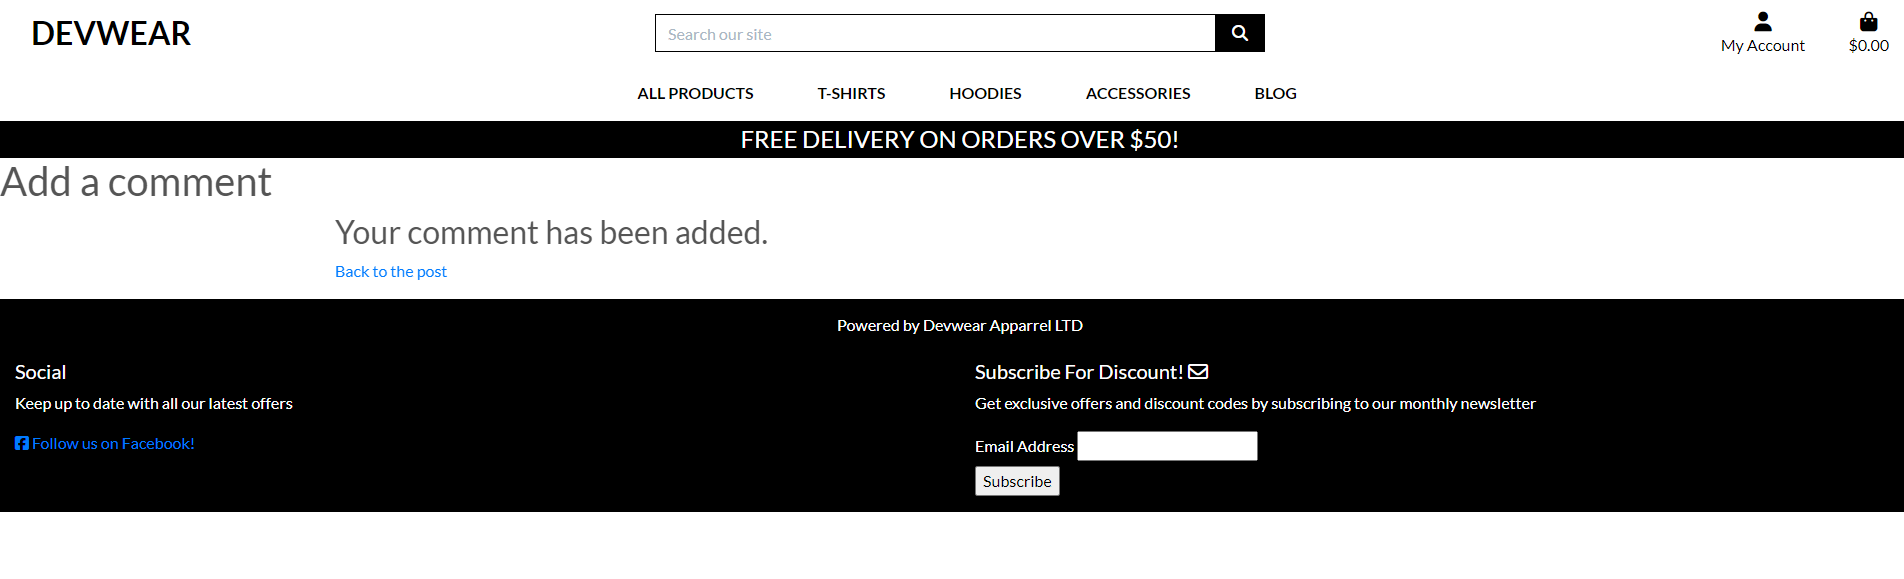 DEVWEAR
Search our site
My Account
$0.00
ALL PRODUCTS T-SHIRTS HOODIES ACCESSORIES BLOG
FREE DELIVERY ON ORDERS OVER $50!
Add a comment
Your comment has been added.
Back to the post
Powered by Devwear Apparrel LTD
Social
Keep up to date with all our latest offers
Follow us on Facebook!
Subscribe For Discount!
Get exclusive offers and discount codes by subscribing to our monthly newsletter
Email Address
Subscribe